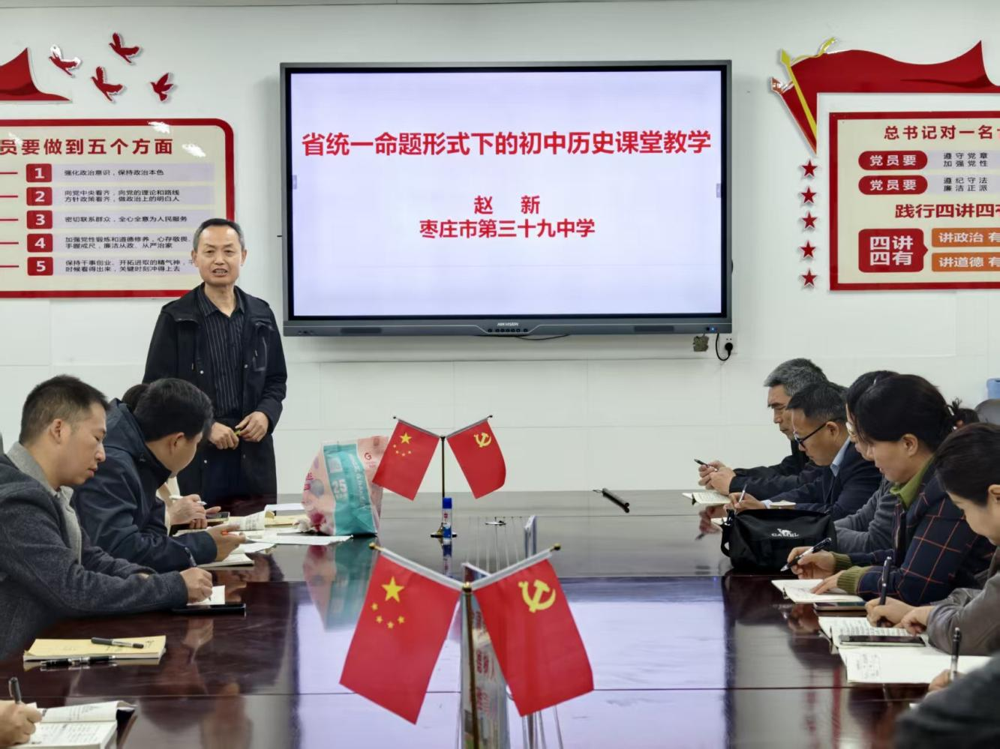 员要做到五个方面
1 强化政治意识，保持政治本色
2 向党中央看齐，向党的理论和路线
方针政策看齐，做政治上的明白人
3 密切联系群众，全心全意为人民服务
4 加强党性锻炼和道德修养，心存敬畏、
手握戒尺，廉洁从政、从严治家
5 保持干事创业、开拓进取的精气神，平
时候看得出来，关键时刻冲得上去
省统一命题形式下的初中历史课堂教学
赵 新
枣庄市第三十九中学
HIKVISION
总书记对一名
党员要 遵守党章
加强党性
党员要 遵纪守法
廉洁正派
践行四讲四
四讲
四有
讲政治 有
讲道德 有
25
CAMEL